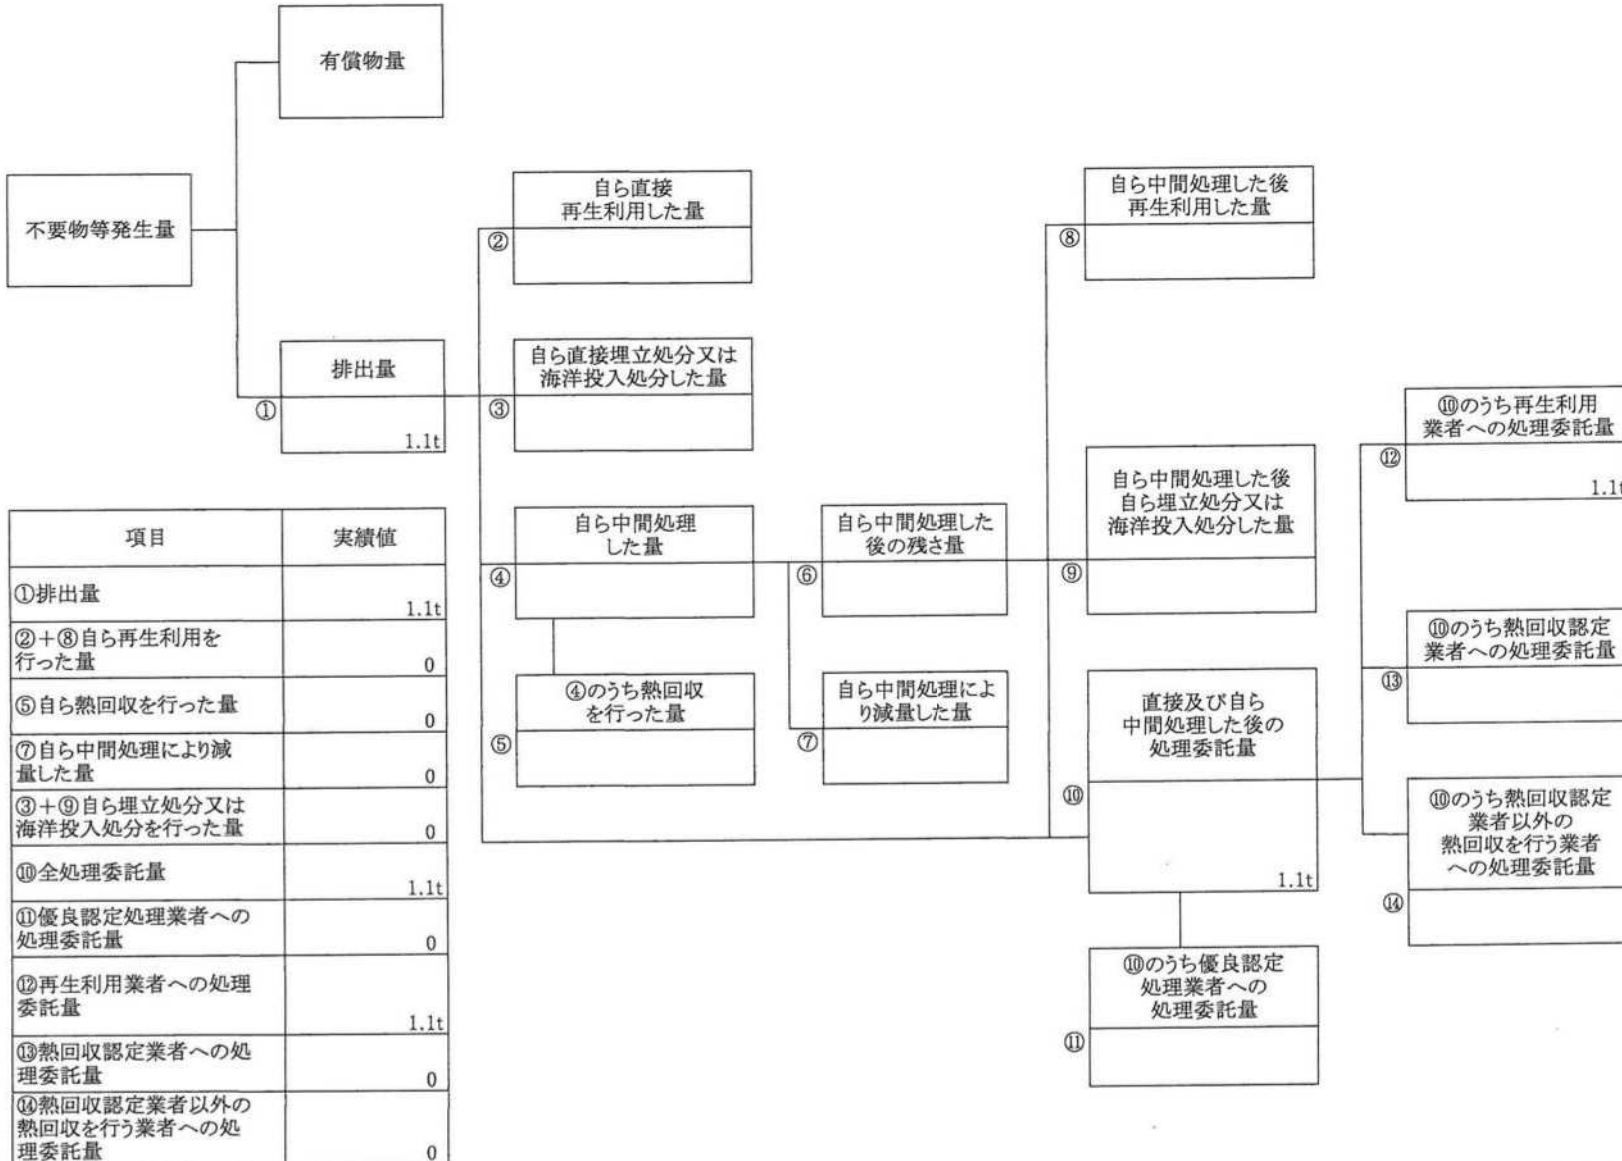 有償物量
不要物等発生量
排出量
①
1.1t
自ら直接
再生利用した量
②
自ら直接埋立処分又は
海洋投入処分した量
③
自ら中間処理
した量
④
④のうち熱回収
を行った量
⑤
自ら中間処理した
後の残さ量
⑥
自ら中間処理によ
り減量した量
⑦
自ら中間処理した後
再生利用した量
⑧
自ら中間処理した後
自ら埋立処分又は
海洋投入処分した量
⑨
直接及び自ら
中間処理した後の
処理委託量
⑩
1.1t
⑩のうち優良認定
処理業者への
処理委託量
⑪
⑩のうち再生利用
業者への処理委託量
⑫
1.1t
⑩のうち熱回収認定
業者への処理委託量
⑬
⑩のうち熱回収認定
業者以外の
熱回収を行う業者
への処理委託量
⑭
項目 実績値
①排出量
1.1t
②+⑧自ら再生利用を
行った量 0
⑤自ら熱回収を行った量
0
⑦自ら中間処理により減
量した量 0
③+⑨自ら埋立処分又は
海洋投入処分を行った量 0
⑩全処理委託量
1.1t
⑪優良認定処理業者への
処理委託量 0
⑫再生利用業者への処理
委託量
1.1t
⑬熱回収認定業者への処
理委託量 0
⑭熱回収認定業者以外の
熱回収を行う業者への処
理委託量 0